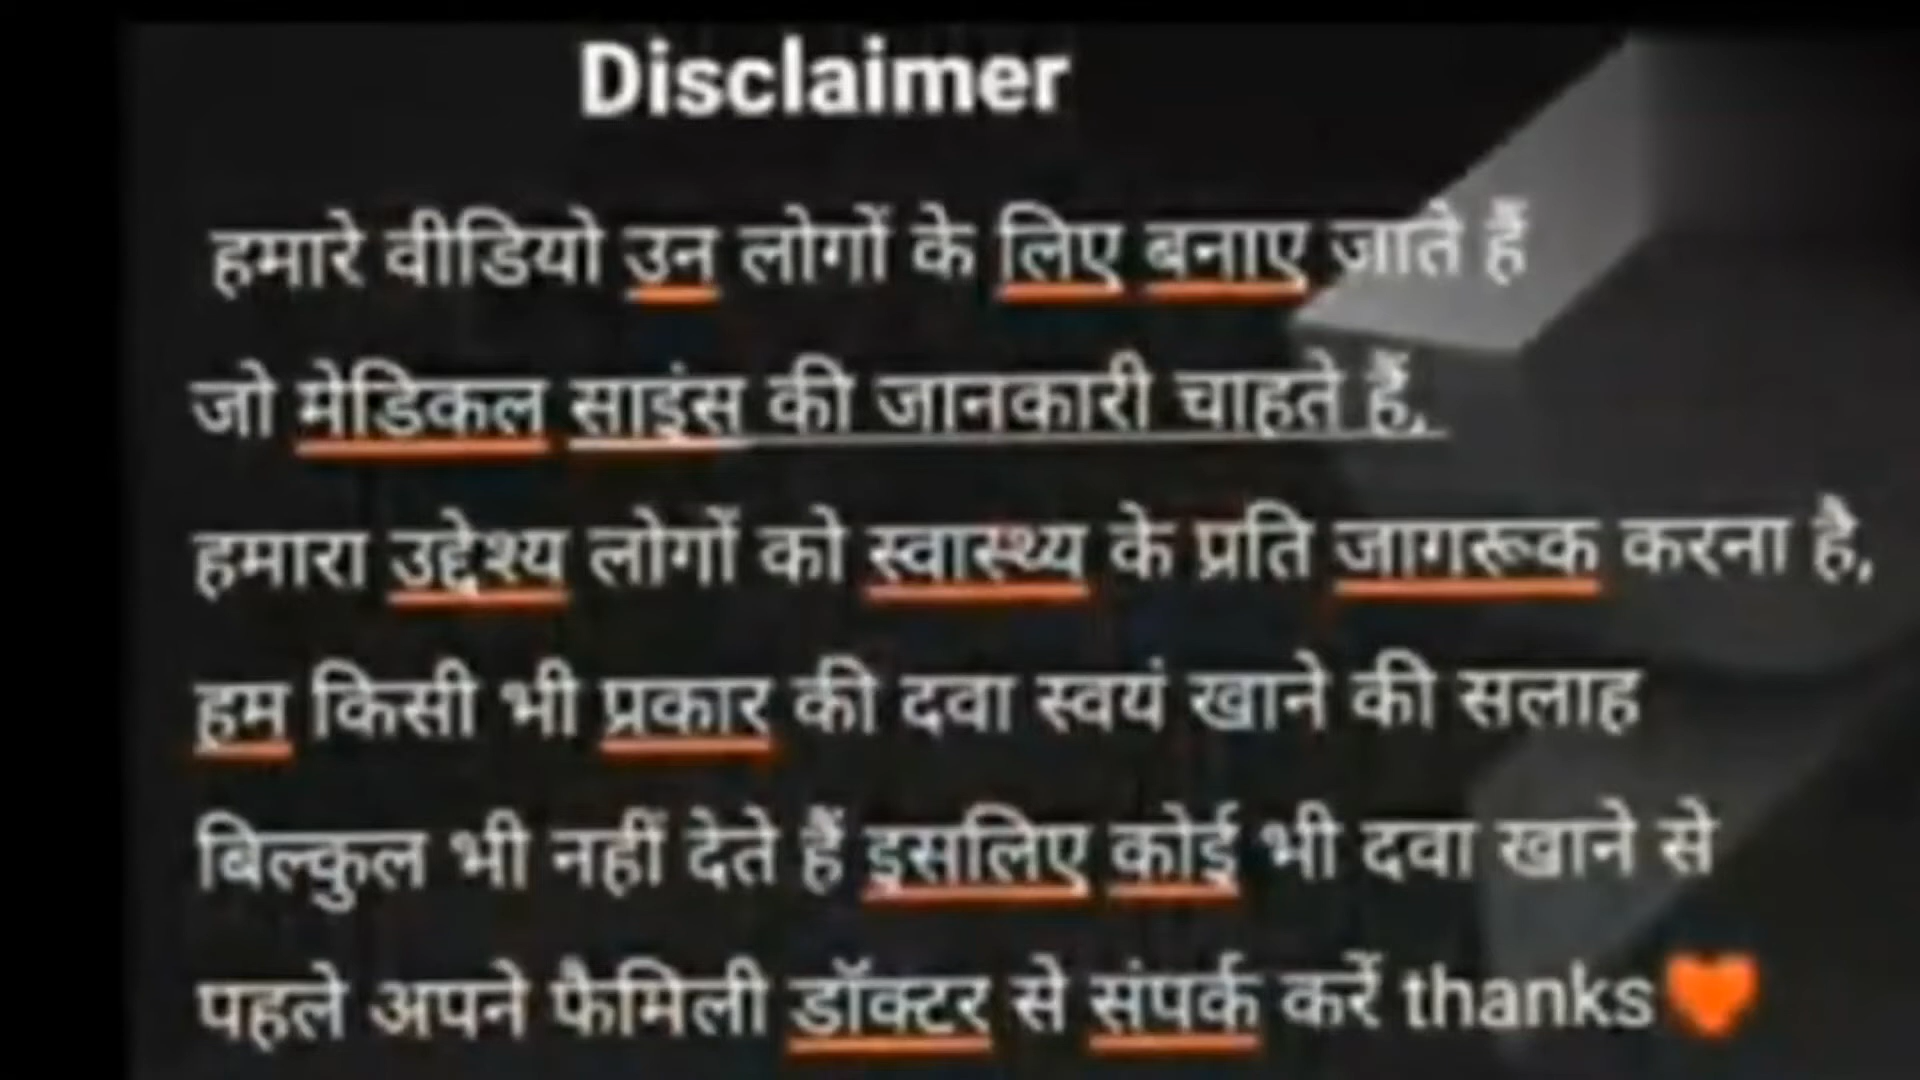 Disclaimer
हमारे वीडियो उन लोगों के लिए बनाए जाते हैं
जो मेडिकल साइंस की जानकारी चाहते हैं,
हमारा उद्देश्य लोगों को स्वास्थ्य के प्रति जागरूक करना है,
हम किसी भी प्रकार की दवा स्वयं खाने की सलाह
बिल्कुल भी नहीं देते हैं इसलिए कोई भी दवा खाने से
पहले अपने फैमिली डॉक्टर से संपर्क करें thanks🧡